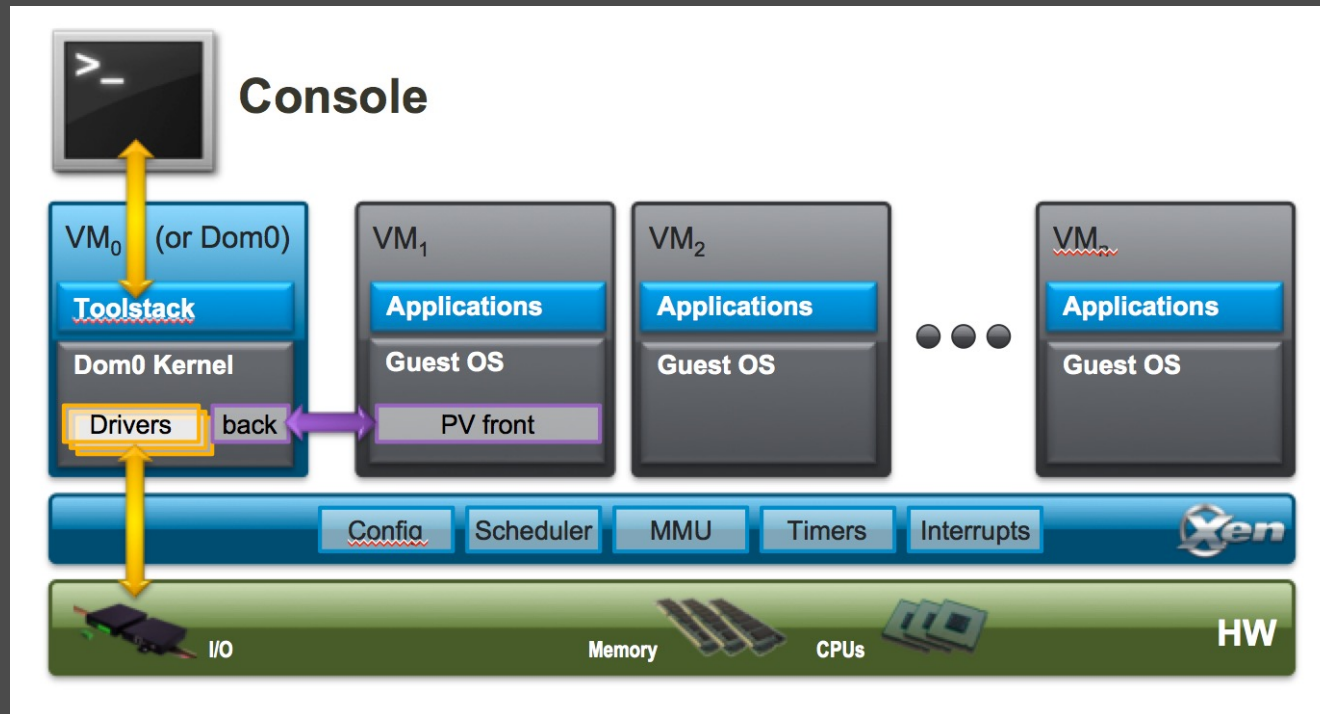 >_
Console
VM₀ (or Dom0)
Toolstack
Dom0 Kernel
Drivers
back
VM₁
Applications
Guest OS
PV front
VM₂
Applications
Guest OS
VMₙ
Applications
Guest OS
Config
Scheduler
MMU
Timers
Interrupts
Xen
I/O
Memory
CPUs
HW